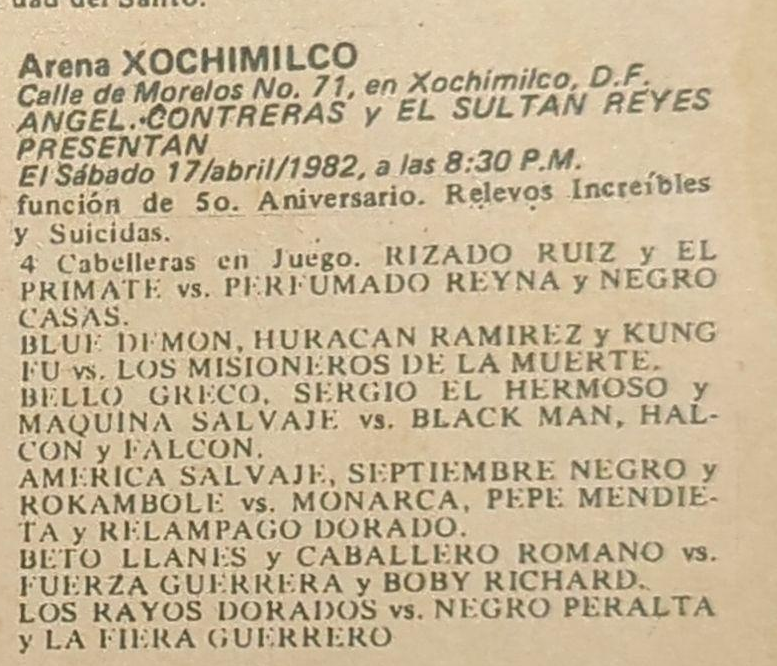 dad del Santo.
Arena XOCHIMILCO
Calle de Morelos No. 71, en Xochimilco, D.F.
ANGEL. CONTRERAS y EL SULTAN REYES
PRESENTAN
El Sábado 17/abril/1982, a las 8:30 P.M.
función de 5o. Aniversario. Relevos Increíbles
y Suicidas.
4 Cabelleras en Juego. RIZADO RUIZ y EL
PRIMATE vs. PERFUMADO REYNA y NEGRO
CASAS.
BLUE DEMON, HURACAN RAMIREZ y KUNG
FU vs. LOS MISIONEROS DE LA MUERTE.
BELLO GRECO, SERGIO EL HERMOSO y
MAQUINA SALVAJE vs. BLACK MAN, HAL-
CON y FALCON.
AMERICA SALVAJE, SEPTIEMBRE NEGRO y
ROKAMBOLE vs. MONARCA, PEPE MENDIE-
TA y RELAMPAGO DORADO.
BETO LLANES y CABALLERO ROMANO vs.
FUERZA GUERRERA y BOBY RICHARD.
LOS RAYOS DORADOS vs. NEGRO PERALTA
y LA FIERA GUERRERO